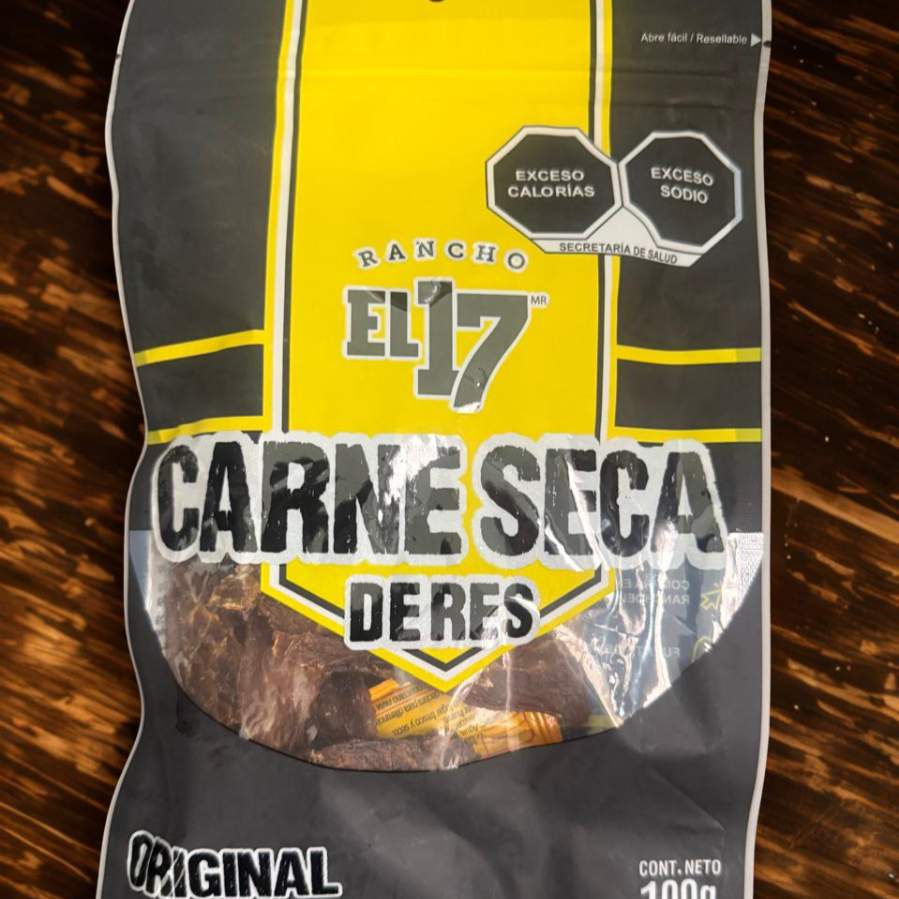 Abre fácil / Resellable
EXCESO
CALORÍAS
EXCESO
SODIO
SECRETARÍA DE SALUD
RANCHO
EL 17 MR
CARNE SECA
DE RES
ORIGINAL
CONT. NETO
100g